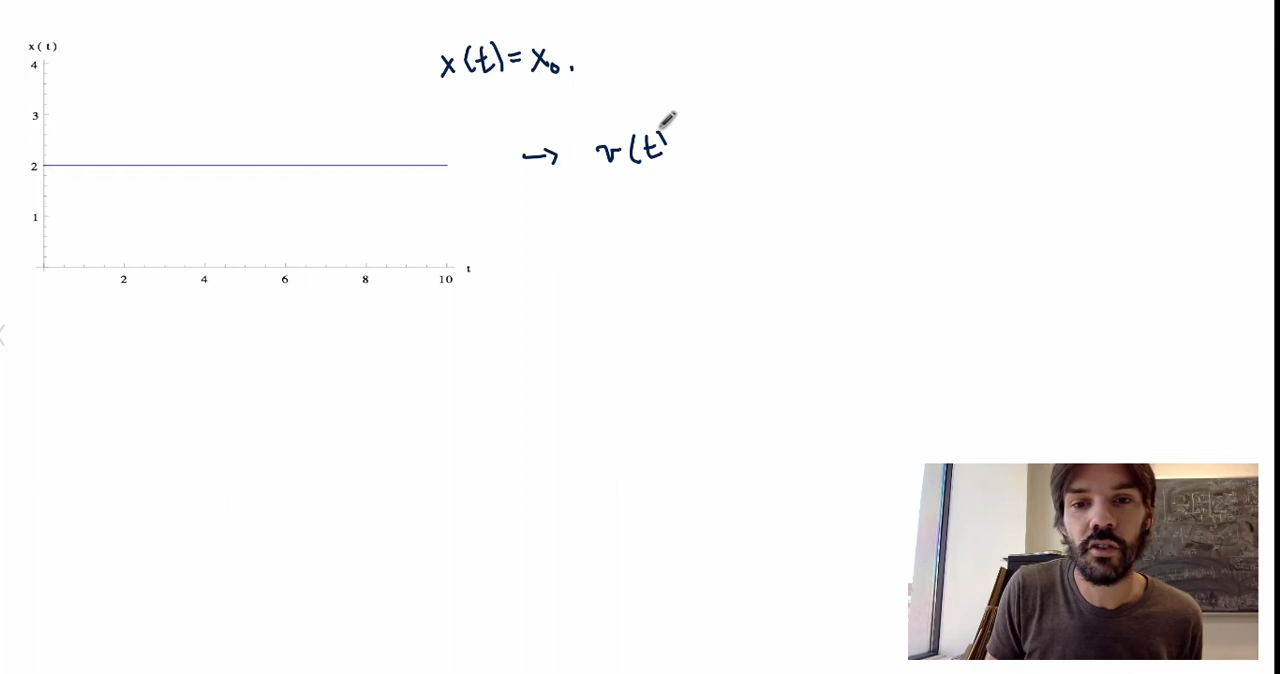 x(t)
4
3
2
1
2 4 6 8 10
t
x(t) = x₀.
→ v(t)